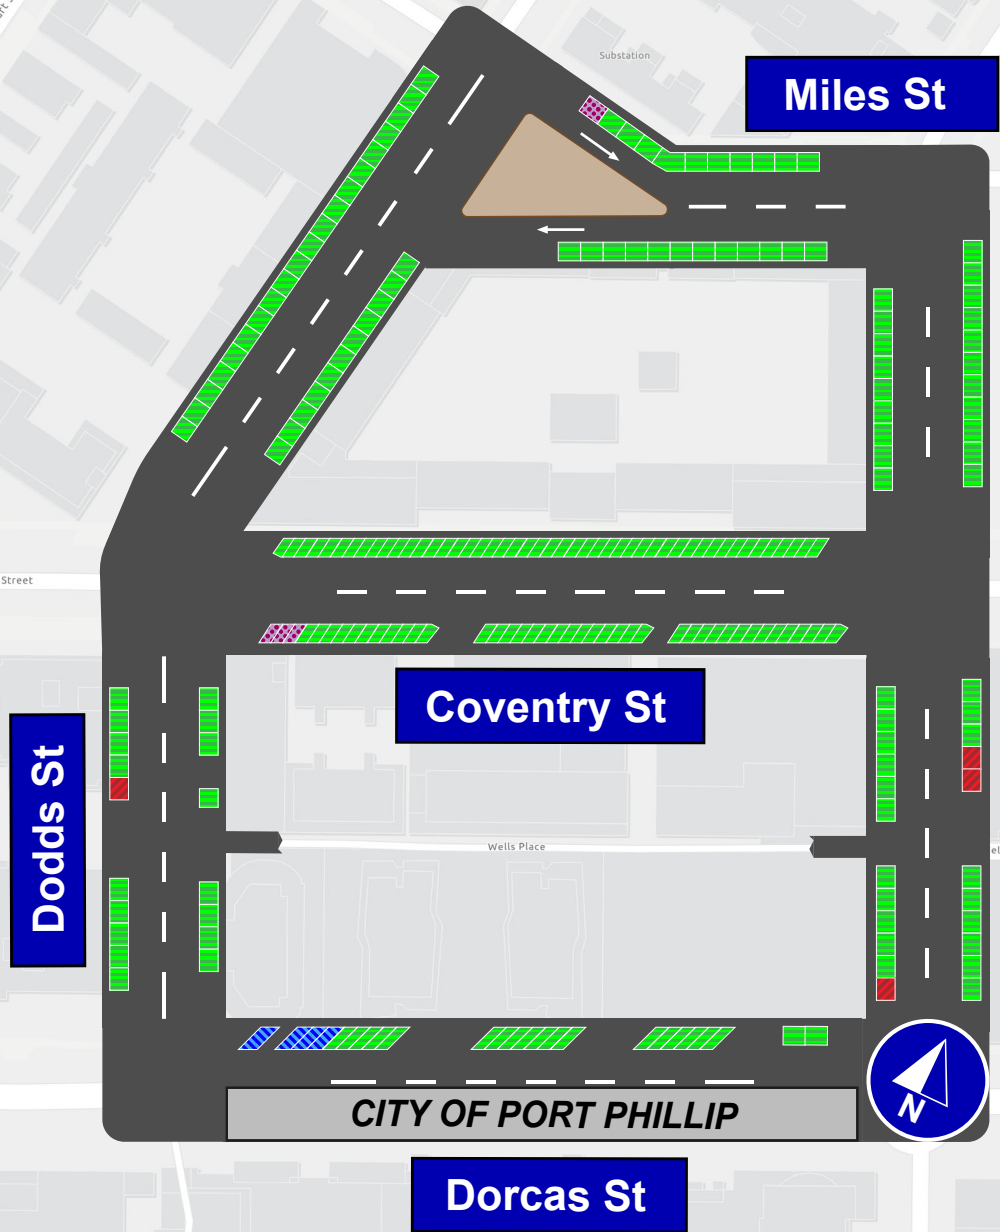 Substation
Miles St
Street
Coventry St
Dodds St
Wells Place
N
CITY OF PORT PHILLIP
Dorcas St